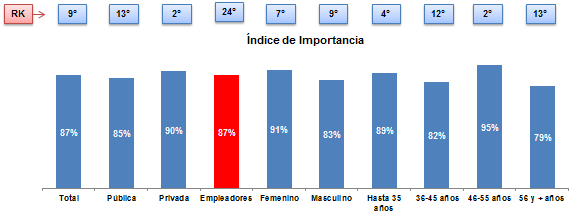 RK 9° 13° 2° 24° 7° 9° 4° 12° 2° 13°
Índice de Importancia
87% 85% 90% 87% 91% 83% 89% 82% 95% 79%
Total Pública Privada Empleadores Femenino Masculino Hasta 35 años 36-45 años 46-55 años 56 y + años